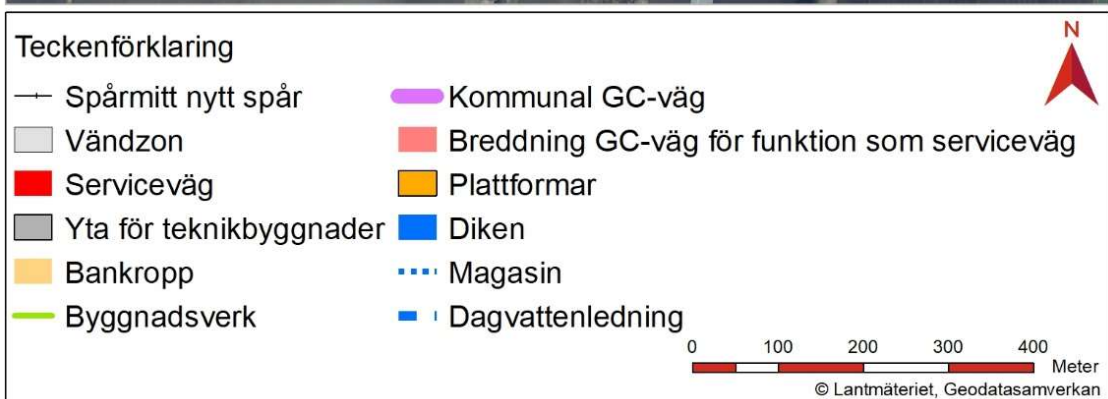 Teckenförklaring
N
Spårmitt nytt spår
Vändzon
Serviceväg
Yta för teknikbyggnader
Bankropp
Byggnadsverk
Kommunal GC-väg
Breddning GC-väg för funktion som serviceväg
Plattformar
Diken
Magasin
Dagvattenledning
0 100 200 300 400
Meter
© Lantmäteriet, Geodatasamverkan